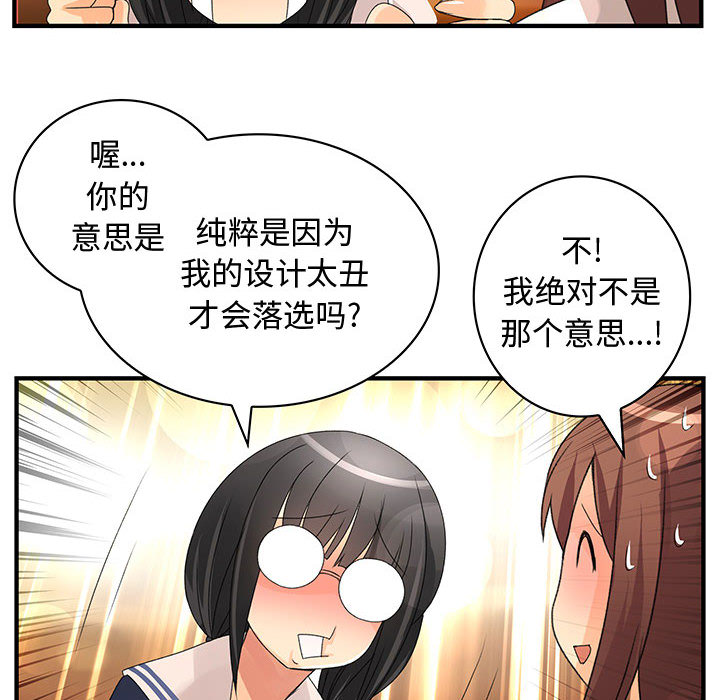 喔...
你的
意思是
纯粹是因为
我的设计太丑
才会落选吗?
不!
我绝对不是
那个意思...!